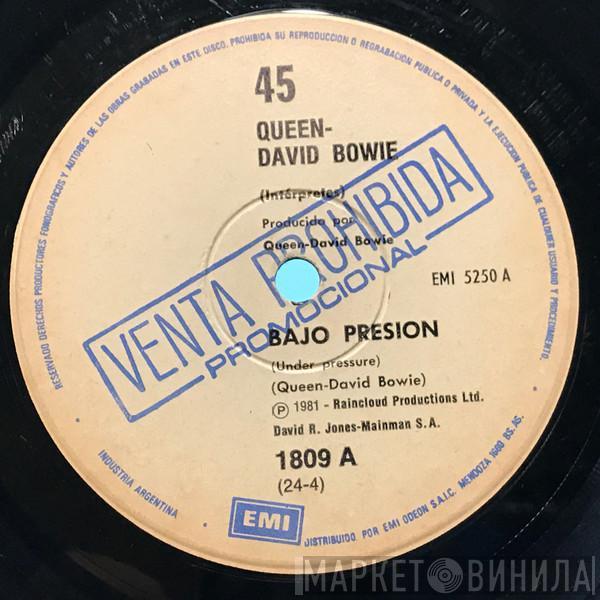 RESERVADO DERECHOS PRODUCTORES FONOGRAFICOS Y AUTORES DE LAS OBRAS GRABADAS EN ESTE DISCO. PROHIBIDA SU REPRODUCCION O REGRABACION PUBLICA O PRIVADA Y LA EJECUCION PUBLICA DE CUALQUIER USUARIO Y PROCEDIMIENTO.
45
QUEEN-
DAVID BOWIE
(Intérpretes)
Producida por
Queen-David Bowie
VENTA PROHIBIDA
PROMOCIONAL
EMI 5250 A
BAJO PRESION
(Under pressure)
(Queen-David Bowie)
Ⓟ 1981 - Raincloud Productions Ltd.
David R. Jones-Mainman S.A.
1809 A
(24-4)
INDUSTRIA ARGENTINA
EMI
DISTRIBUIDO POR EMI ODEON S.A.I.C. MENDOZA 1660 BS. AS.
МАРКЕТ ВИНИЛА